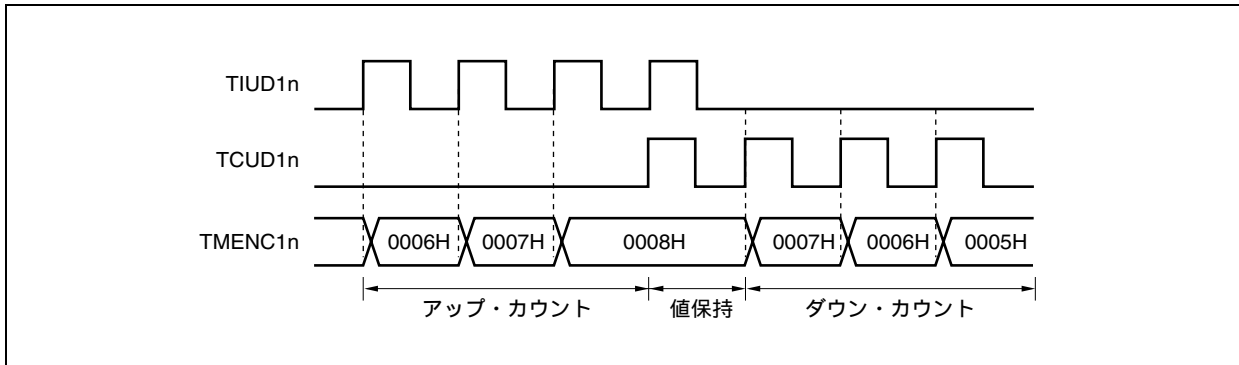 TIUD1n
TCUD1n
TMENC1n 0006H 0007H 0008H 0007H 0006H 0005H
アップ・カウント 値保持 ダウン・カウント